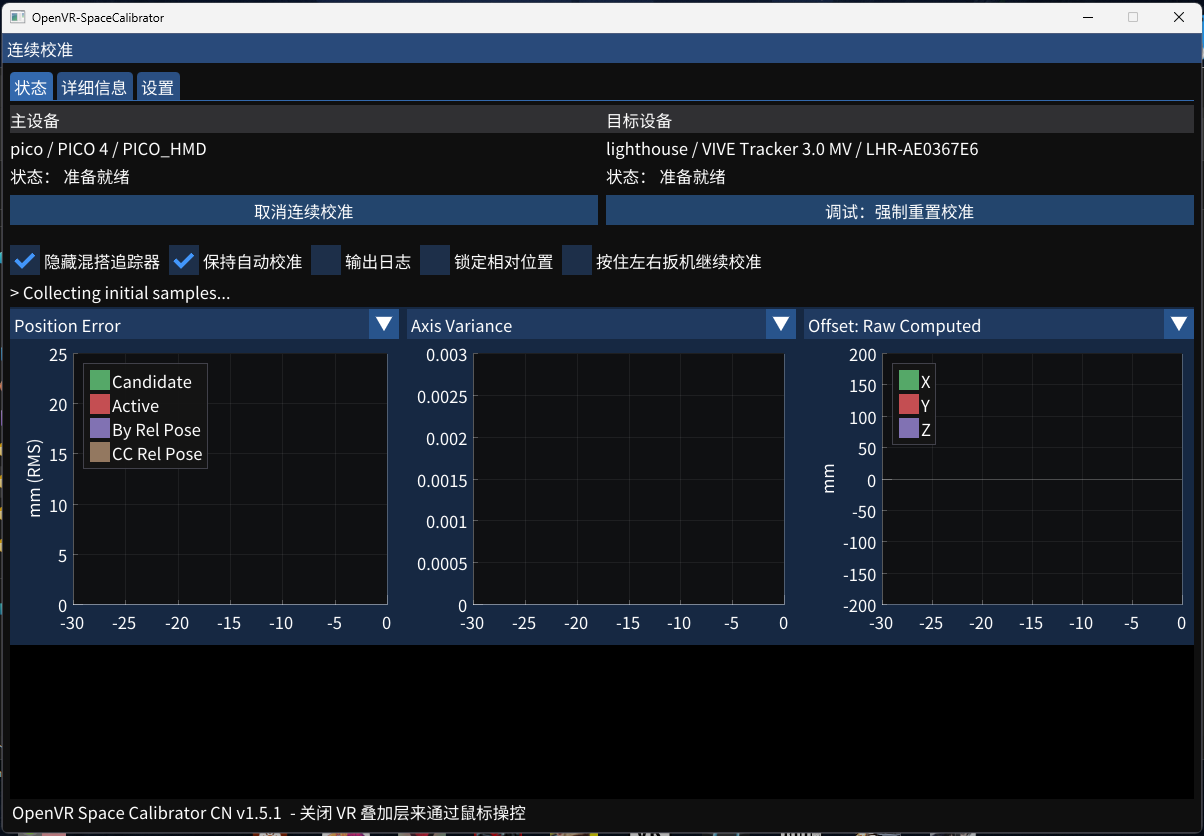 OpenVR-SpaceCalibrator
连续校准
状态 详细信息 设置
主设备 目标设备
pico / PICO 4 / PICO_HMD lighthouse / VIVE Tracker 3.0 MV / LHR-AE0367E6
状态： 准备就绪 状态： 准备就绪
取消连续校准 调试：强制重置校准
隐藏混搭追踪器 保持自动校准 输出日志 锁定相对位置 按住左右扳机继续校准
> Collecting initial samples...
Position Error
25
20
15
10
5
0
mm (RMS)
Candidate
Active
By Rel Pose
CC Rel Pose
-30 -25 -20 -15 -10 -5 0
Axis Variance
0.003
0.0025
0.002
0.0015
0.001
0.0005
0
-30 -25 -20 -15 -10 -5 0
Offset: Raw Computed
200
150
100
50
0
-50
-100
-150
-200
mm
X
Y
Z
-30 -25 -20 -15 -10 -5 0
OpenVR Space Calibrator CN v1.5.1 - 关闭 VR 叠加层来通过鼠标操控